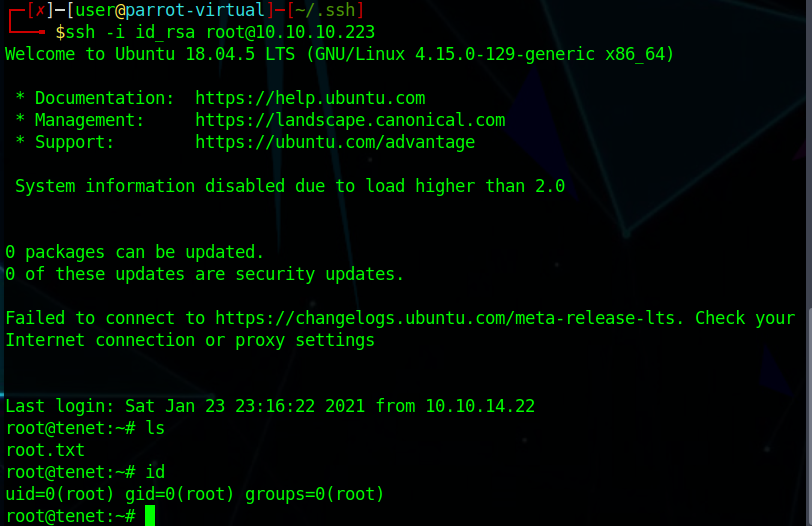 ┌─[✗]─[user@parrot-virtual]─[~/.ssh]
└──╼ $ssh -i id_rsa root@10.10.10.223
Welcome to Ubuntu 18.04.5 LTS (GNU/Linux 4.15.0-129-generic x86_64)
* Documentation:  https://help.ubuntu.com
* Management:     https://landscape.canonical.com
* Support:        https://ubuntu.com/advantage
System information disabled due to load higher than 2.0
0 packages can be updated.
0 of these updates are security updates.
Failed to connect to https://changelogs.ubuntu.com/meta-release-lts. Check your
Internet connection or proxy settings
Last login: Sat Jan 23 23:16:22 2021 from 10.10.14.22
root@tenet:~# ls
root.txt
root@tenet:~# id
uid=0(root) gid=0(root) groups=0(root)
root@tenet:~#